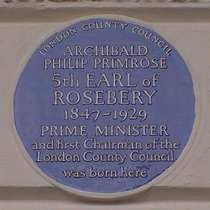 LONDON COUNTY COUNCIL
ARCHIBALD
PHILIP PRIMROSE
5th EARL of
ROSEBERY
1847-1929
PRIME MINISTER
and first Chairman of the
London County Council
was born here